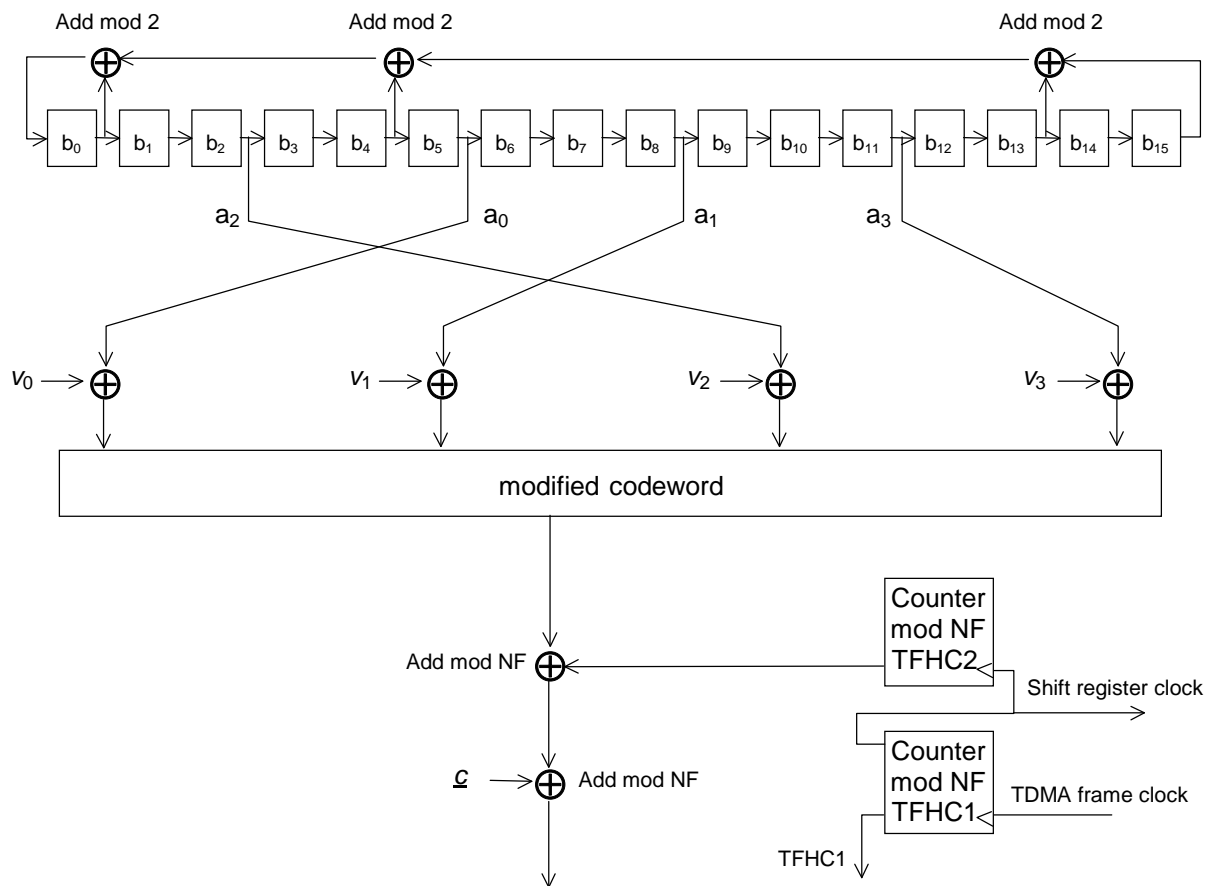 Add mod 2
Add mod 2
Add mod 2
b0
b1
b2
b3
b4
b5
b6
b7
b8
b9
b10
b11
b12
b13
b14
b15
a2
a0
a1
a3
v0
v1
v2
v3
modified codeword
Counter
mod NF
TFHC2
Add mod NF
Shift register clock
Counter
mod NF
TFHC1
c
Add mod NF
TDMA frame clock
TFHC1